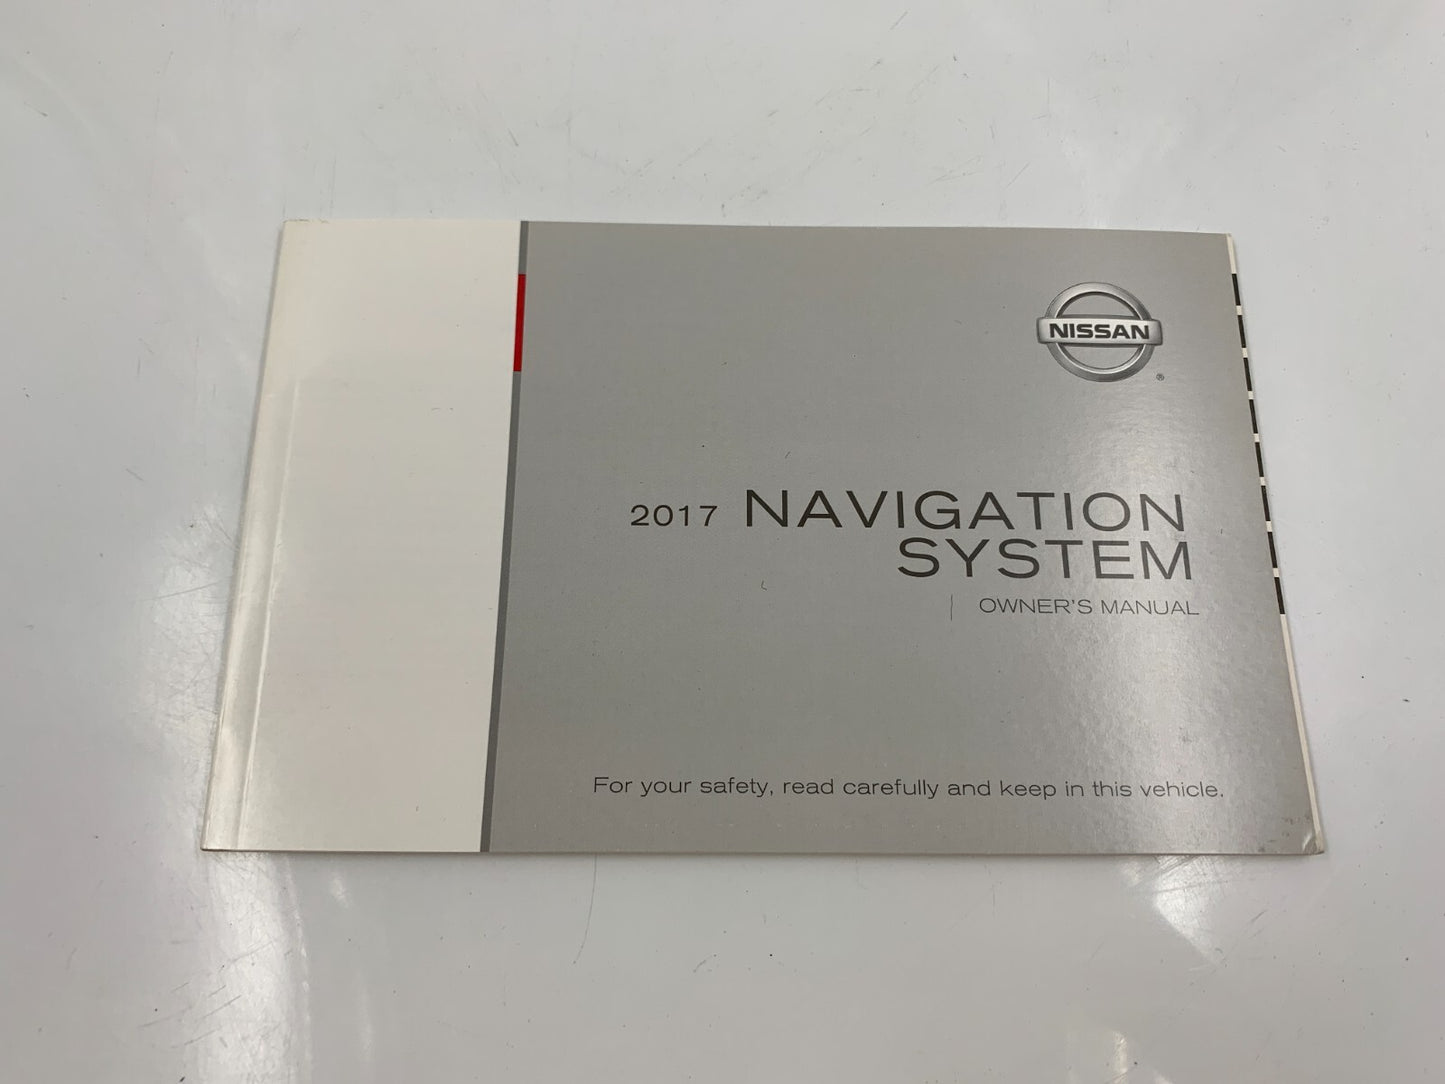 NISSAN
®
2017 NAVIGATION
SYSTEM
OWNER'S MANUAL
For your safety, read carefully and keep in this vehicle.